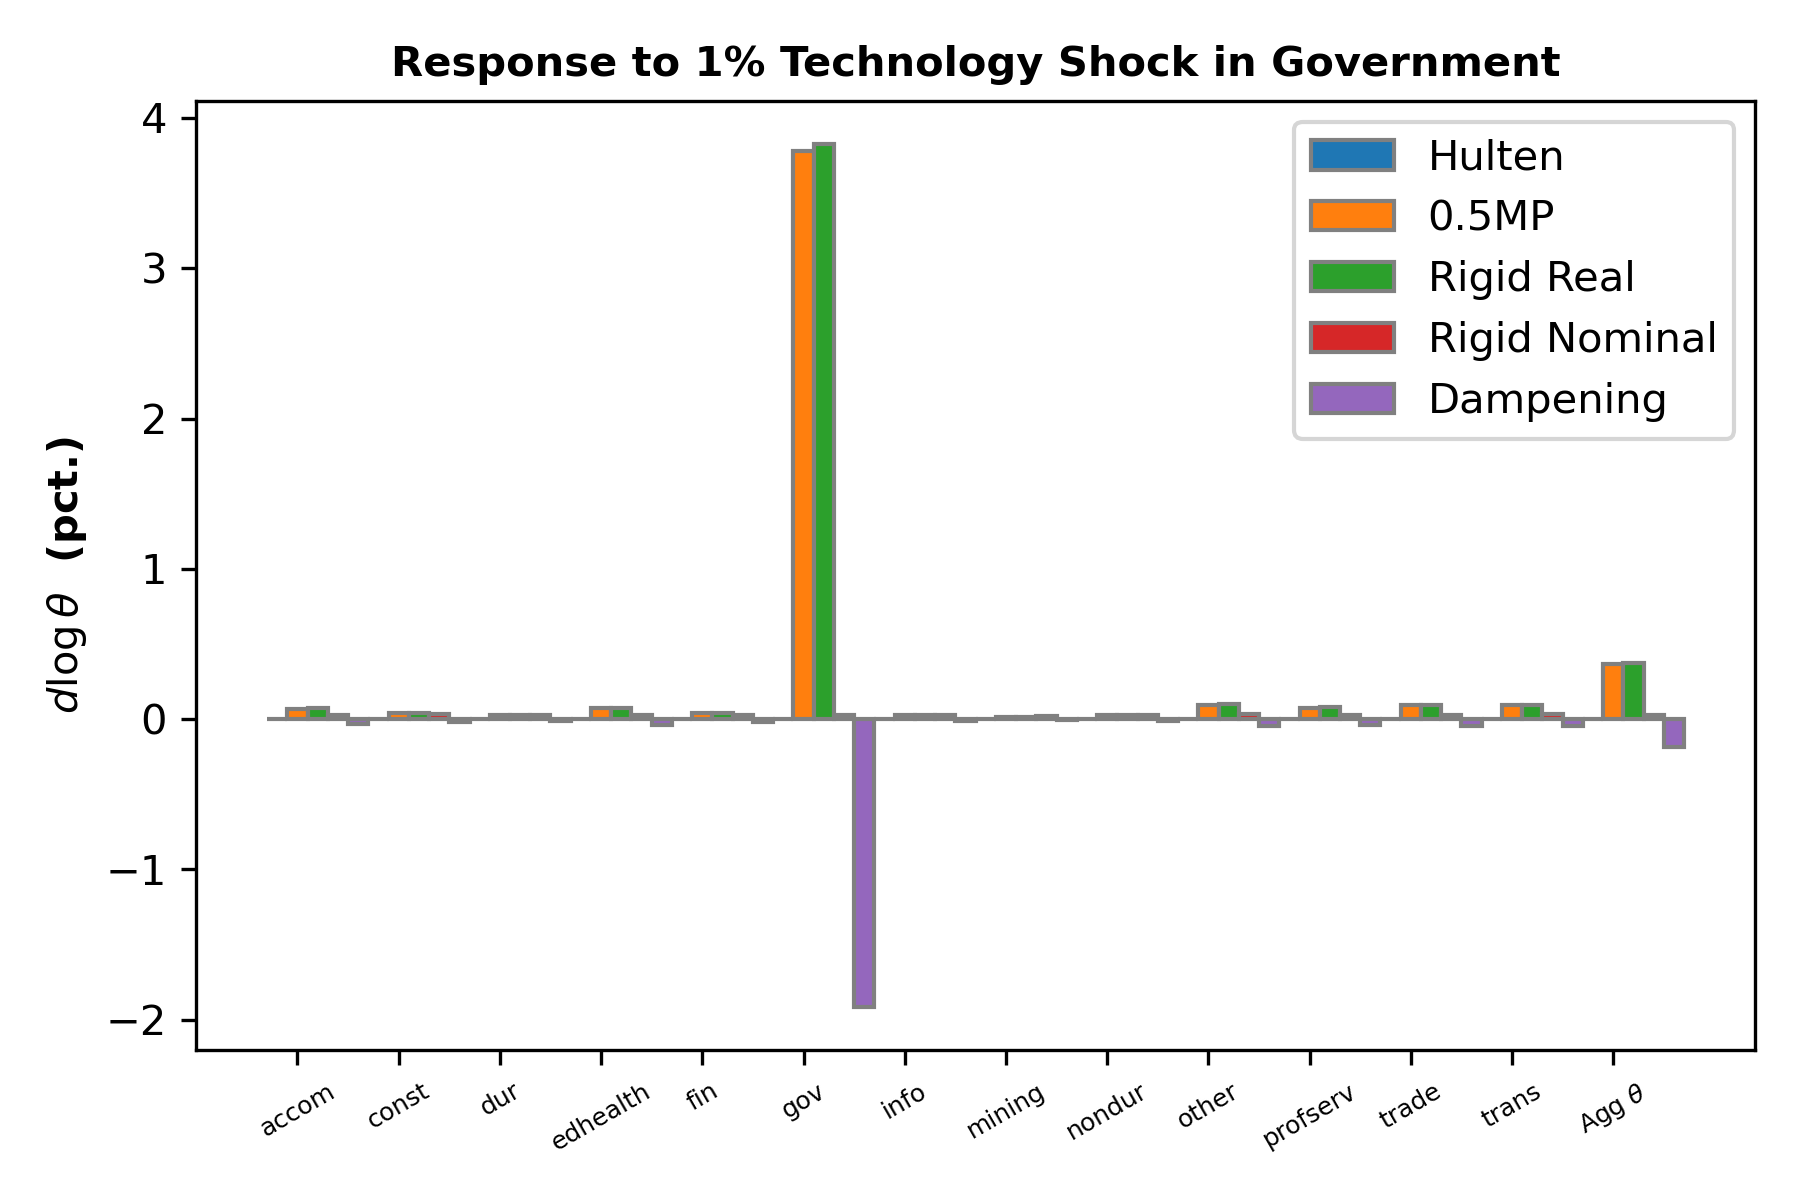 Response to 1% Technology Shock in Government
dlog θ (pct.)
4
3
2
1
0
−1
−2
Hulten
0.5MP
Rigid Real
Rigid Nominal
Dampening
accom const dur edhealth fin gov info mining nondur other profserv trade trans Agg θ